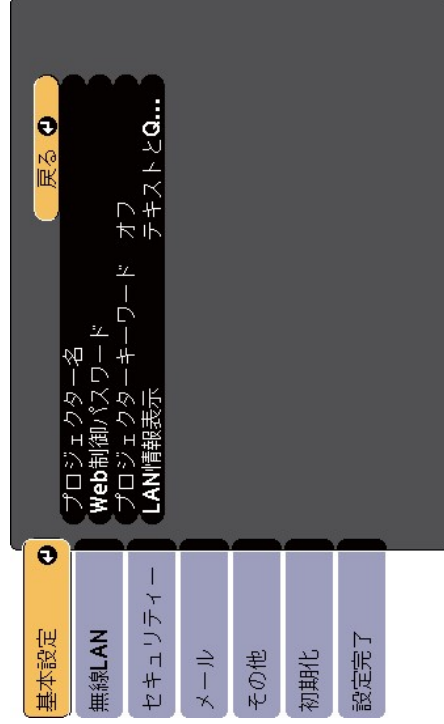 基本設定
無線LAN
セキュリティー
メール
その他
初期化
設定完了
戻る
プロジェクター名
Web制御パスワード
プロジェクターキーワード オフ
LAN情報表示 テキストとQ...